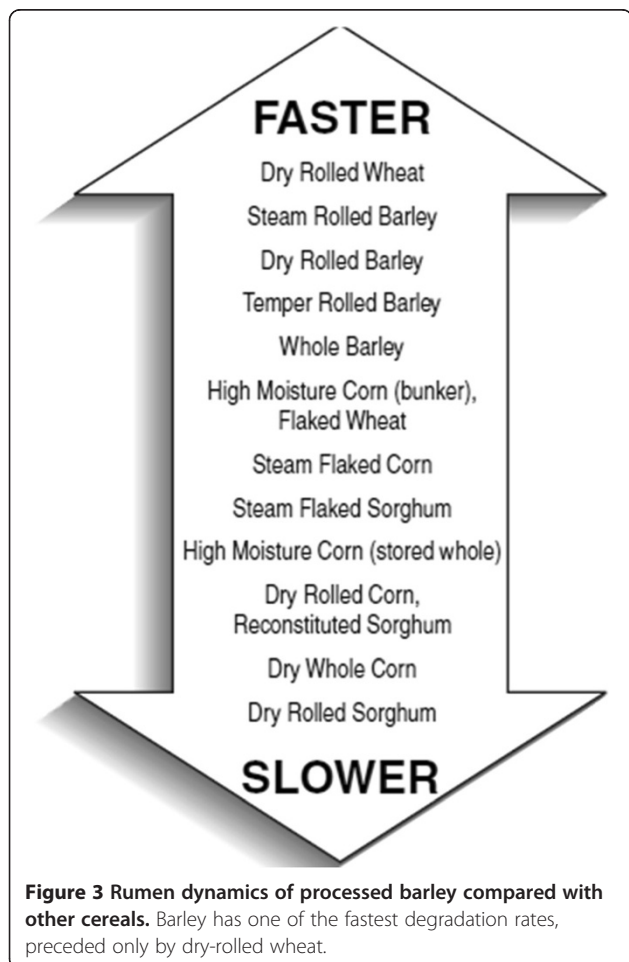 FASTER
Dry Rolled Wheat
Steam Rolled Barley
Dry Rolled Barley
Temper Rolled Barley
Whole Barley
High Moisture Corn (bunker),
Flaked Wheat
Steam Flaked Corn
Steam Flaked Sorghum
High Moisture Corn (stored whole)
Dry Rolled Corn,
Reconstituted Sorghum
Dry Whole Corn
Dry Rolled Sorghum
SLOWER
Figure 3 Rumen dynamics of processed barley compared with
other cereals. Barley has one of the fastest degradation rates,
preceded only by dry-rolled wheat.